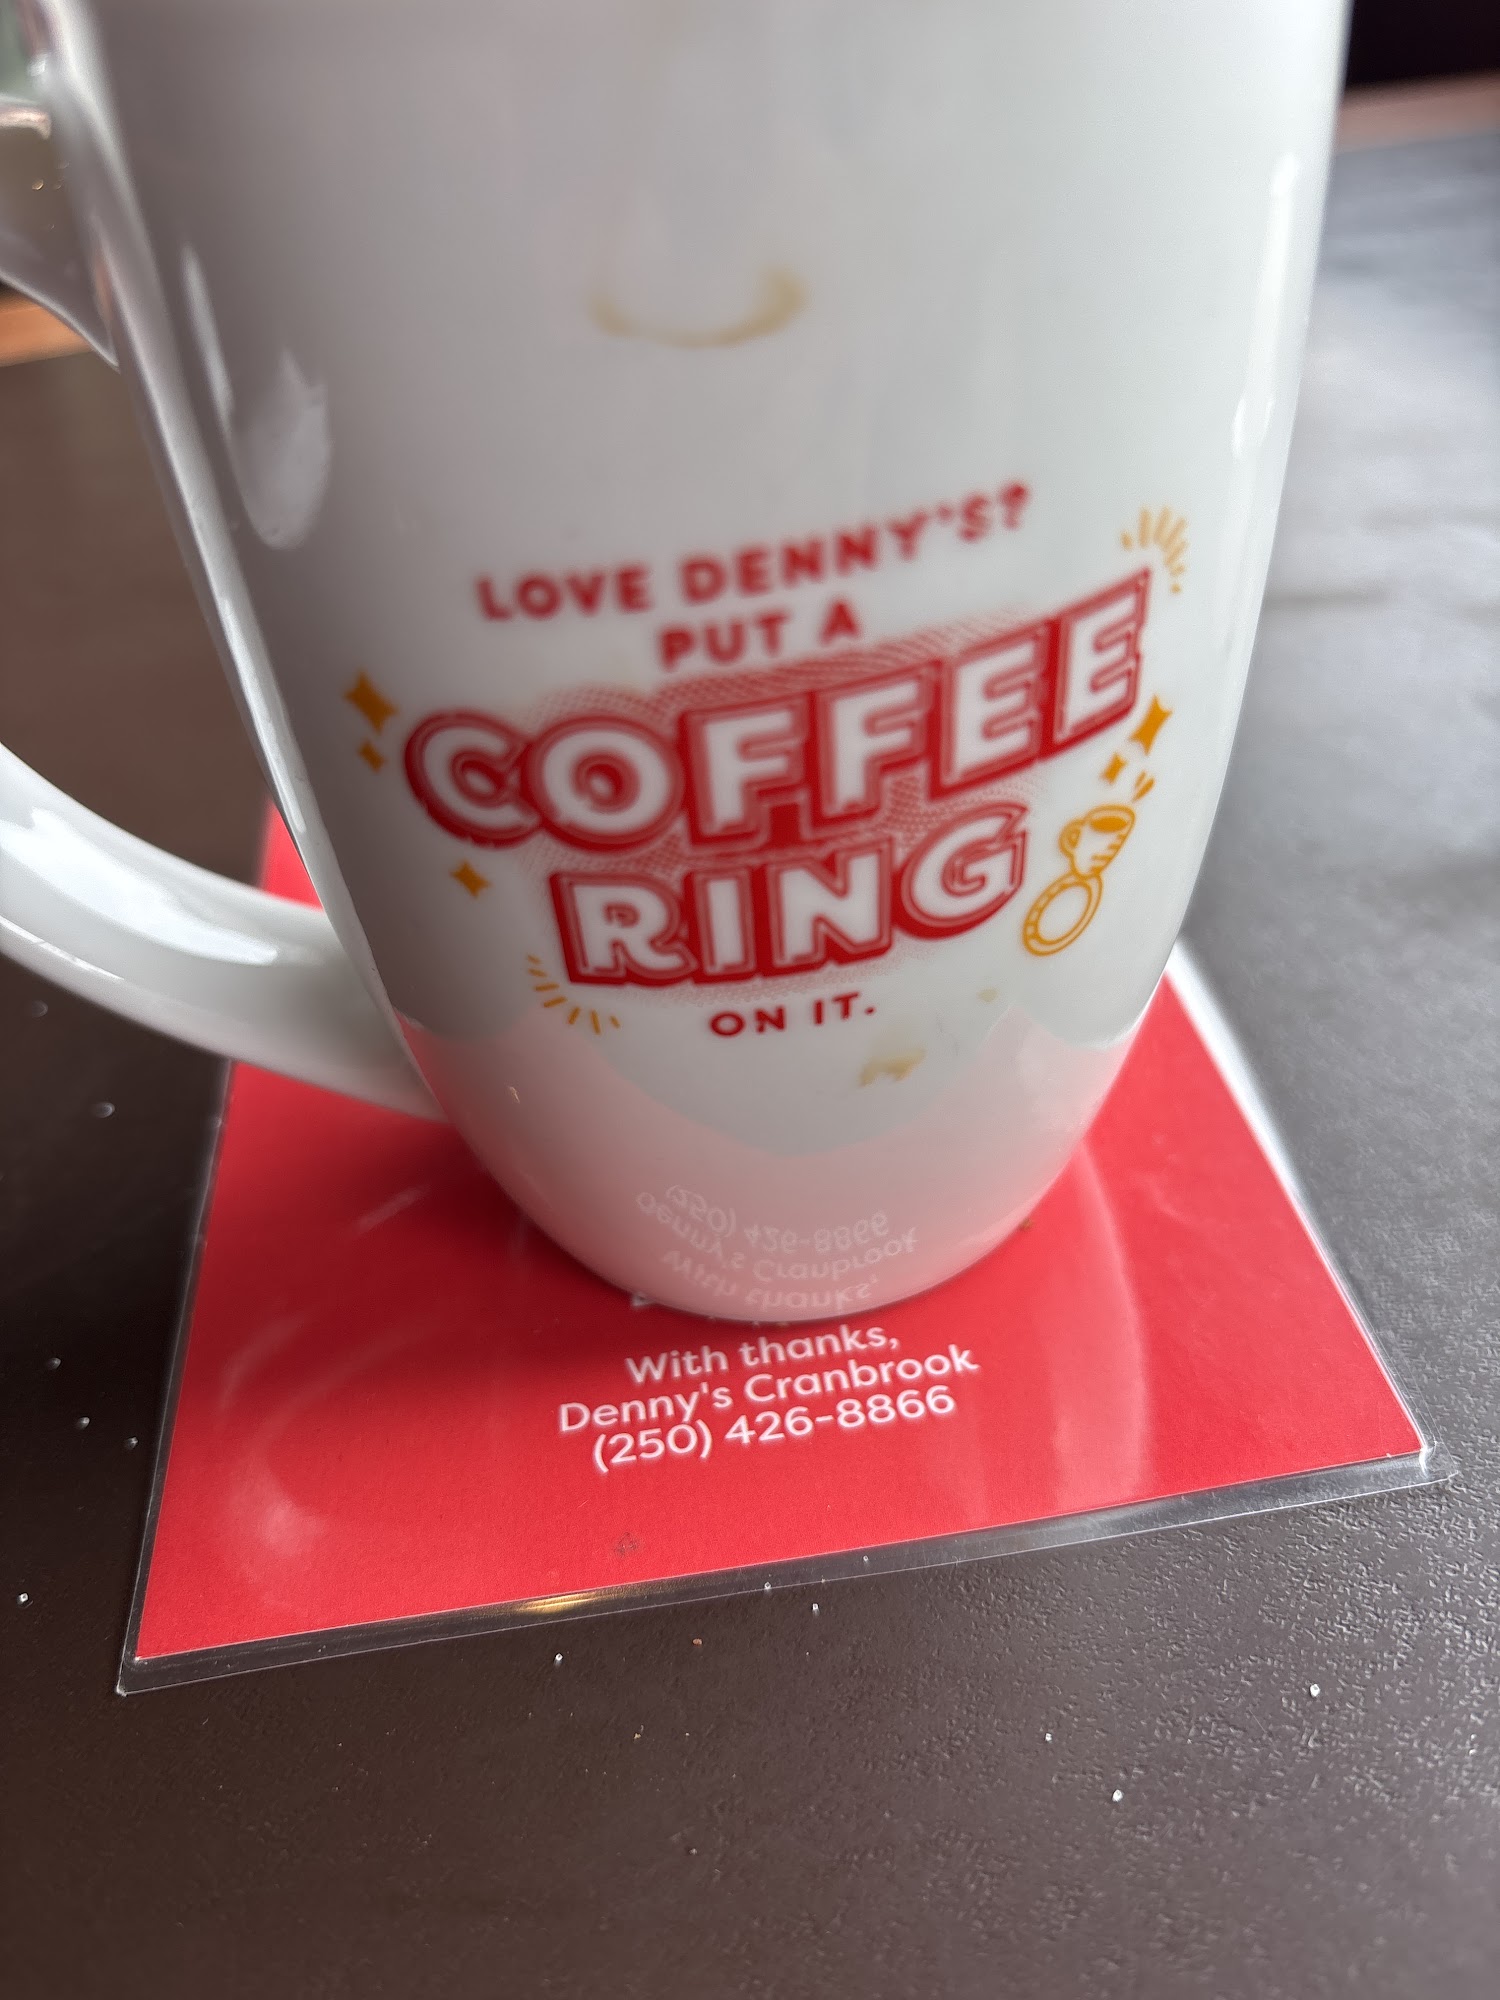 LOVE DENNY'S?
PUT A
COFFEE
RING
ON IT.
With thanks,
Denny's Cranbrook
(250) 426-8866